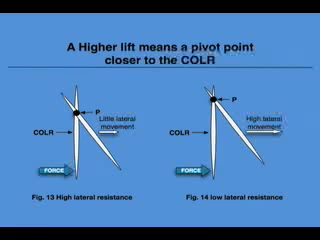 A Higher lift means a pivot point
closer to the COLR
P
Little lateral
movement
COLR
FORCE
Fig. 13 High lateral resistance
P
High lateral
movement
COLR
FORCE
Fig. 14 low lateral resistance